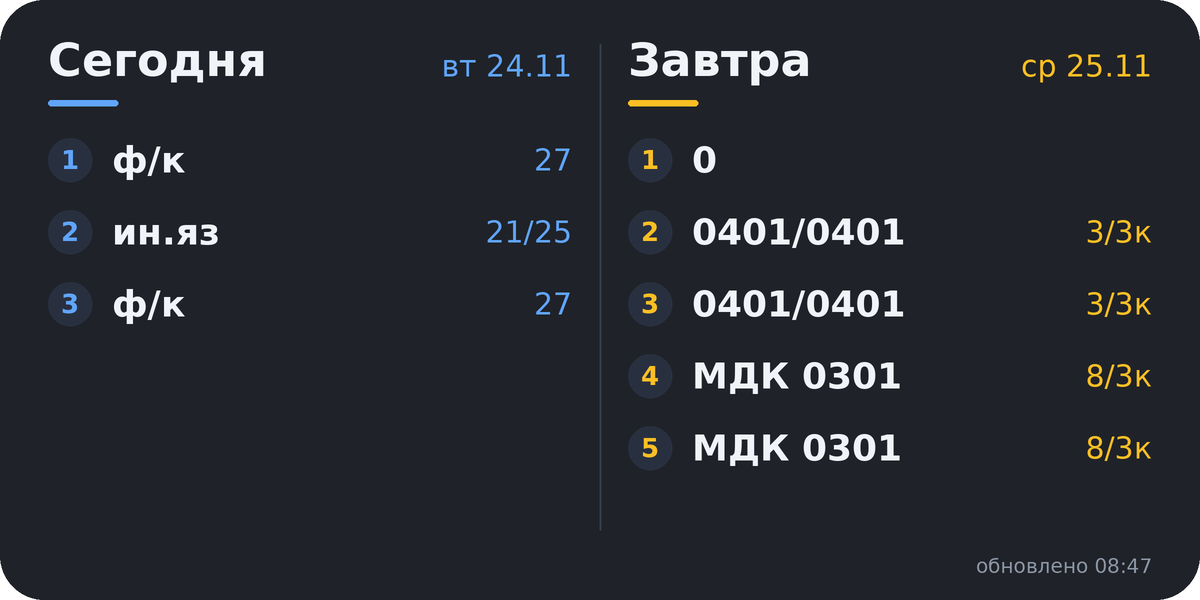 Сегодня вт 24.11
1 ф/к 27
2 ин.яз 21/25
3 ф/к 27
Завтра ср 25.11
1 0
2 0401/0401 3/3к
3 0401/0401 3/3к
4 МДК 0301 8/3к
5 МДК 0301 8/3к
обновлено 08:47